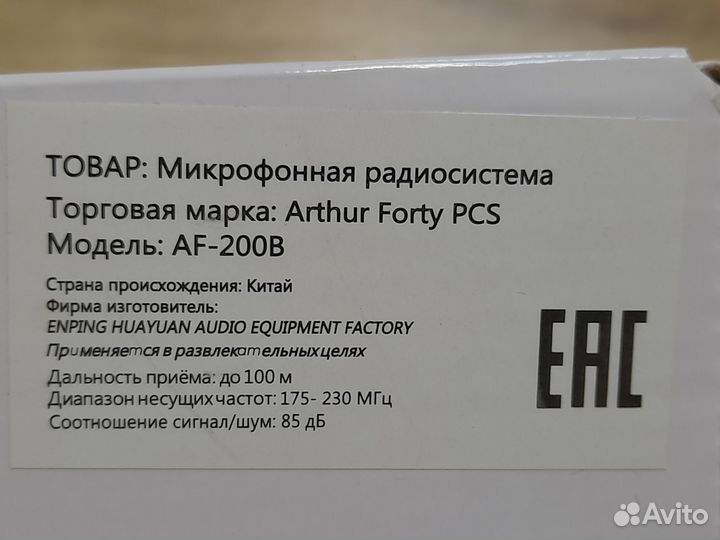 ТОВАР: Микрофонная радиосистема
Торговая марка: Arthur Forty PCS
Модель: AF-200B
Страна происхождения: Китай
Фирма изготовитель:
ENPING HUAYUAN AUDIO EQUIPMENT FACTORY
Применяется в развлекательных целях
Дальность приёма: до 100 м
Диапазон несущих частот: 175- 230 МГц
Соотношение сигнал/шум: 85 дБ
EAC
Avito